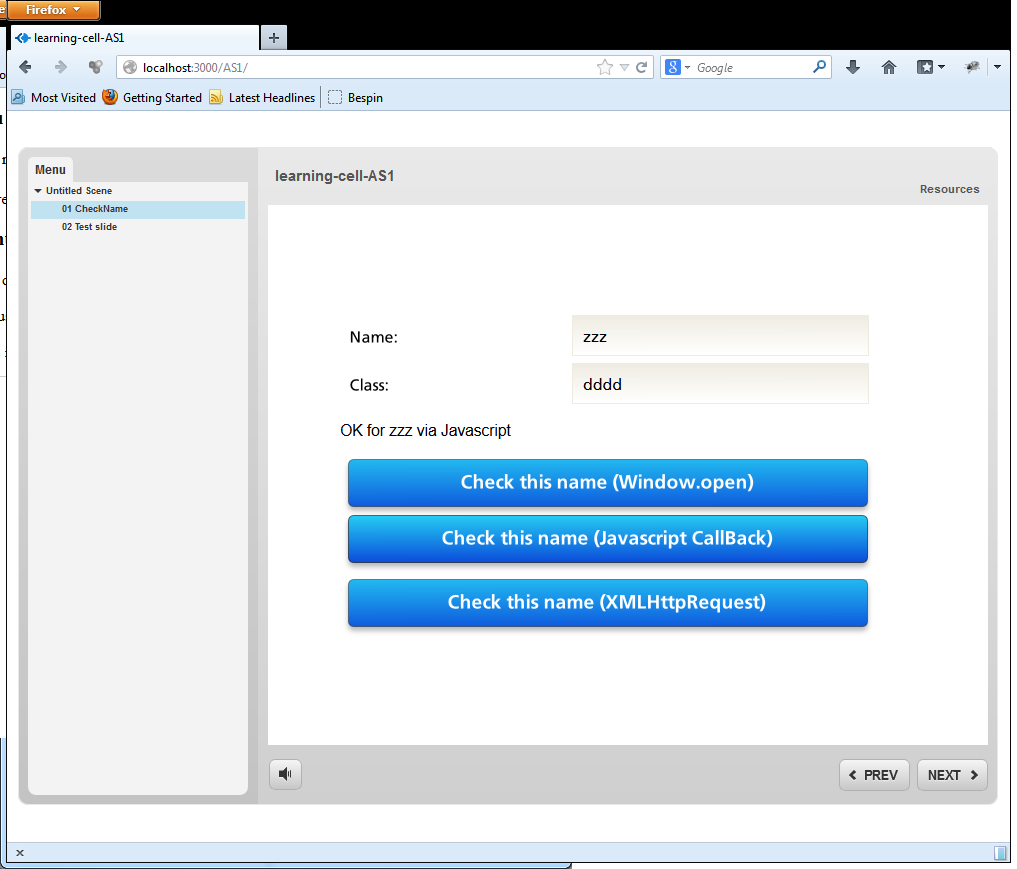 Firefox
learning-cell-AS1
localhost:3000/AS1/
Google
Most Visited Getting Started Latest Headlines Bespin
Menu
Untitled Scene
01 CheckName
02 Test slide
learning-cell-AS1
Resources
Name: zzz
Class: dddd
OK for zzz via Javascript
Check this name (Window.open)
Check this name (Javascript CallBack)
Check this name (XMLHttpRequest)
PREV NEXT